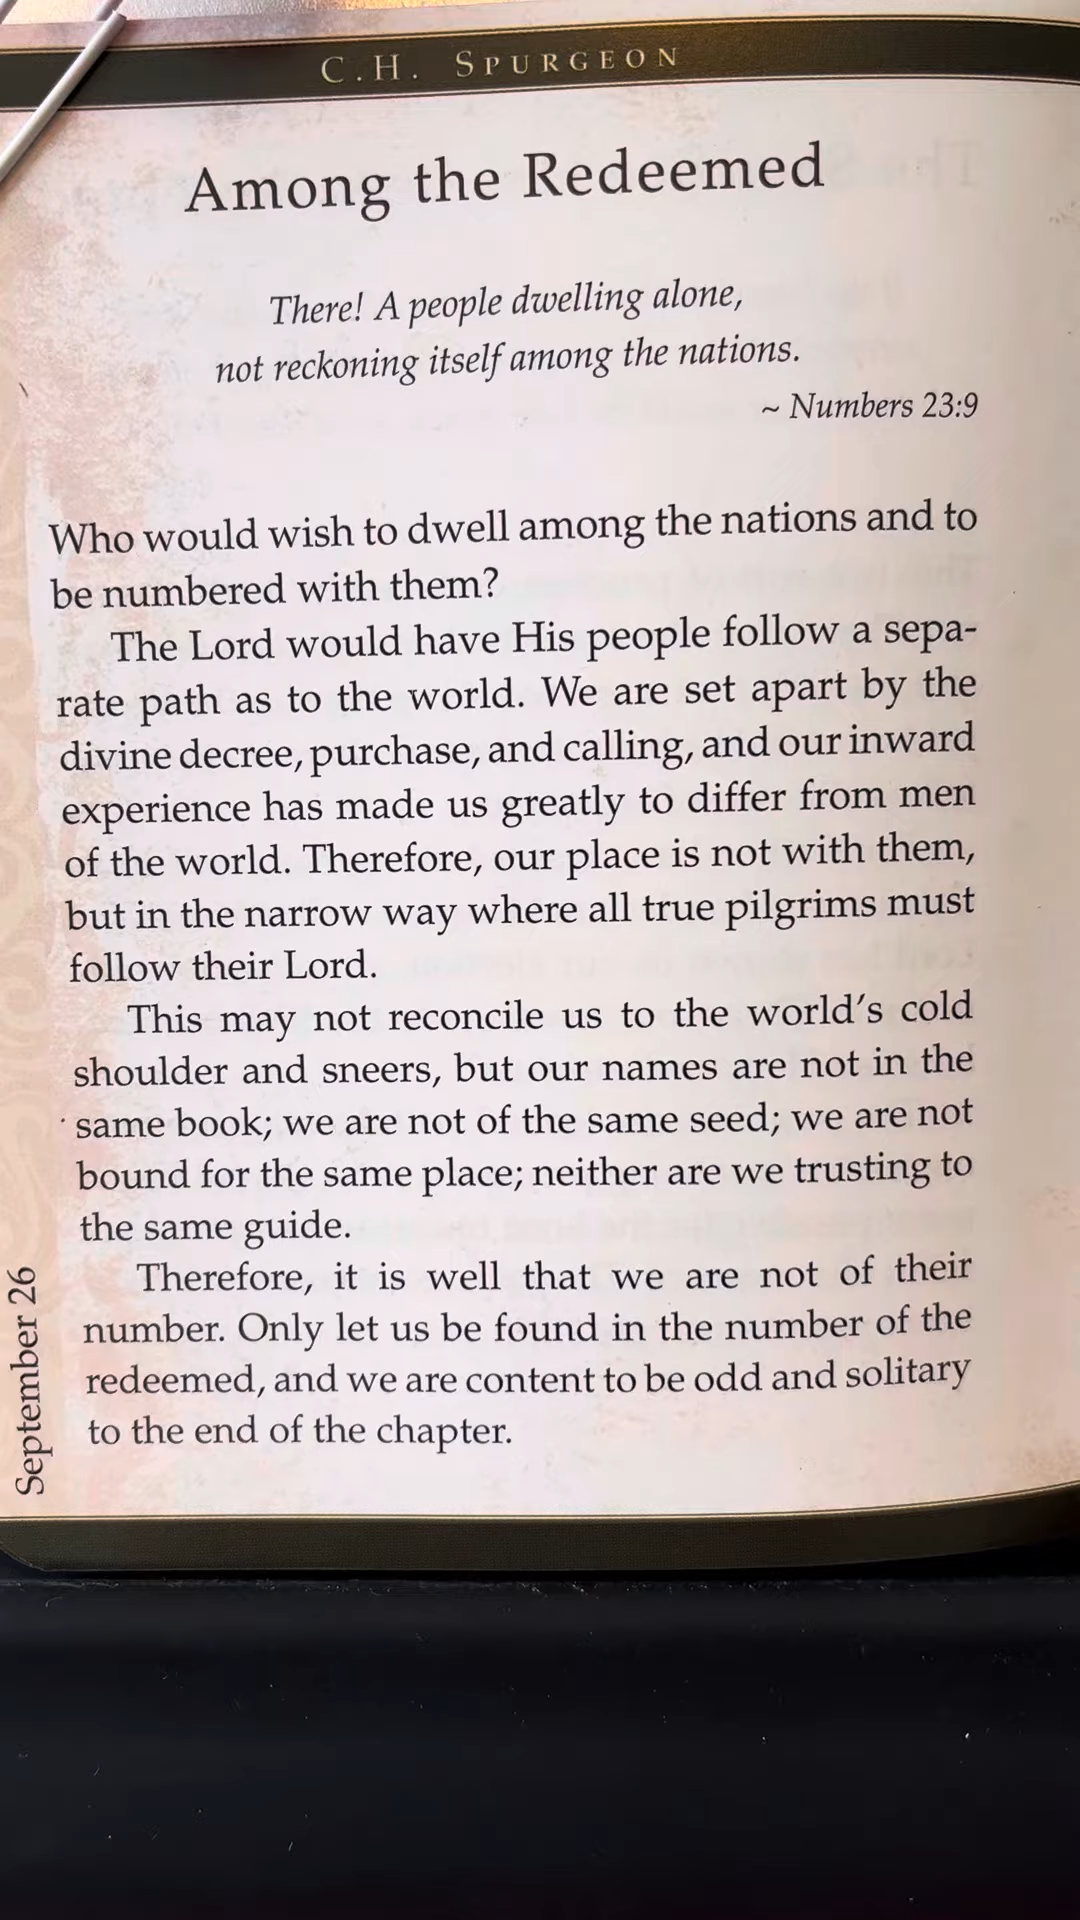 C.H. SPURGEON
Among the Redeemed
There! A people dwelling alone,
not reckoning itself among the nations.
~ Numbers 23:9
Who would wish to dwell among the nations and to
be numbered with them?
The Lord would have His people follow a sepa-
rate path as to the world. We are set apart by the
divine decree, purchase, and calling, and our inward
experience has made us greatly to differ from men
of the world. Therefore, our place is not with them,
but in the narrow way where all true pilgrims must
follow their Lord.
This may not reconcile us to the world's cold
shoulder and sneers, but our names are not in the
same book; we are not of the same seed; we are not
bound for the same place; neither are we trusting to
the same guide.
Therefore, it is well that we are not of their
number. Only let us be found in the number of the
redeemed, and we are content to be odd and solitary
to the end of the chapter.
September 26